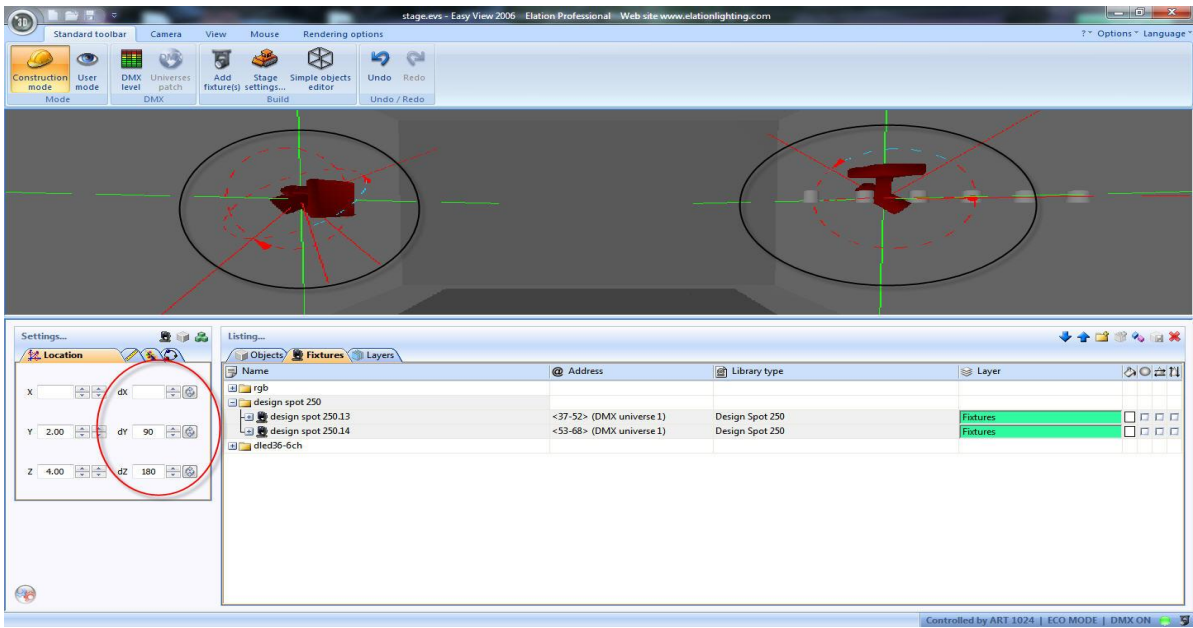 stage.evs - Easy View 2006 Elation Professional Web site www.elationlighting.com
3D
Standard toolbar Camera View Mouse Rendering options ? Options Language
Construction mode User mode DMX level Universes patch Add fixture(s) Stage settings... Simple objects editor Undo Redo
Mode DMX Build Undo / Redo
Settings...
Location
X dX
Y 2.00 dY 90
Z 4.00 dZ 180
Listing...
Objects Fixtures Layers
Name @ Address Library type Layer
rgb
design spot 250
design spot 250.13 <37-52> (DMX universe 1) Design Spot 250 Fixtures
design spot 250.14 <53-68> (DMX universe 1) Design Spot 250 Fixtures
dled36-6ch
Controlled by ART 1024 | ECO MODE | DMX ON